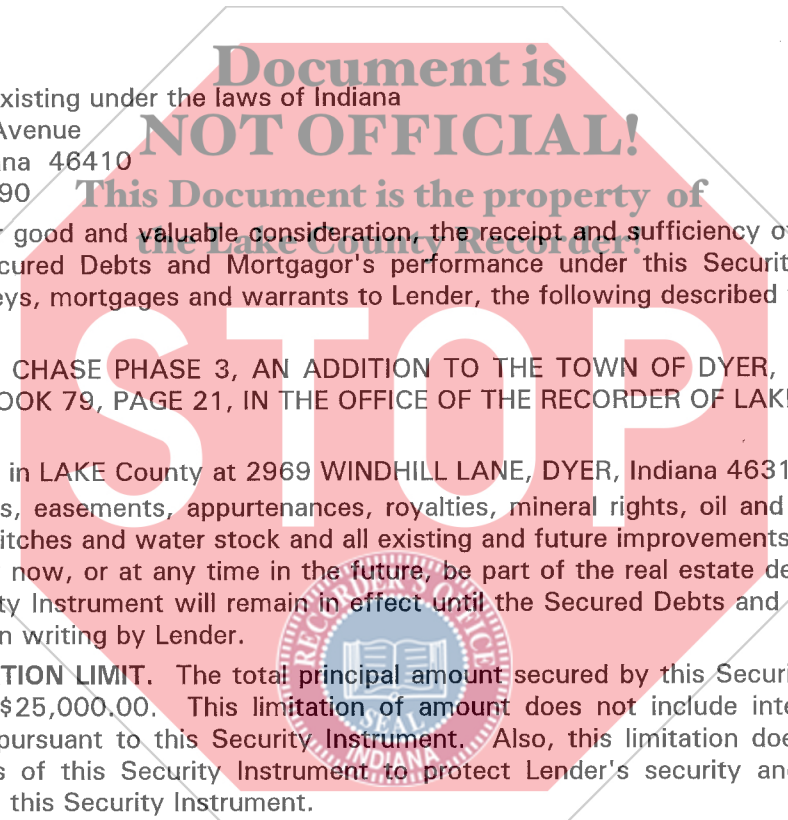 Document is
xisting under the laws of Indiana
Avenue
NOT OFFICIAL!
na 46410
90
This Document is the property of
the Lake County Recorder!
r good and valuable consideration, the receipt and sufficiency o
cured Debts and Mortgagor's performance under this Securit
eys, mortgages and warrants to Lender, the following described
STOP
CHASE PHASE 3, AN ADDITION TO THE TOWN OF DYER,
OOK 79, PAGE 21, IN THE OFFICE OF THE RECORDER OF LAK
in LAKE County at 2969 WINDHILL LANE, DYER, Indiana 4631
s, easements, appurtenances, royalties, mineral rights, oil and
itches and water stock and all existing and future improvements
now, or at any time in the future, be part of the real estate de
ty Instrument will remain in effect until the Secured Debts and
n writing by Lender.
TION LIMIT. The total principal amount secured by this Securi
$25,000.00. This limitation of amount does not include inte
pursuant to this Security Instrument. Also, this limitation doe
s of this Security Instrument to protect Lender's security an
this Security Instrument.
RECORDER'S OFFICE
SEAL
INDIANA